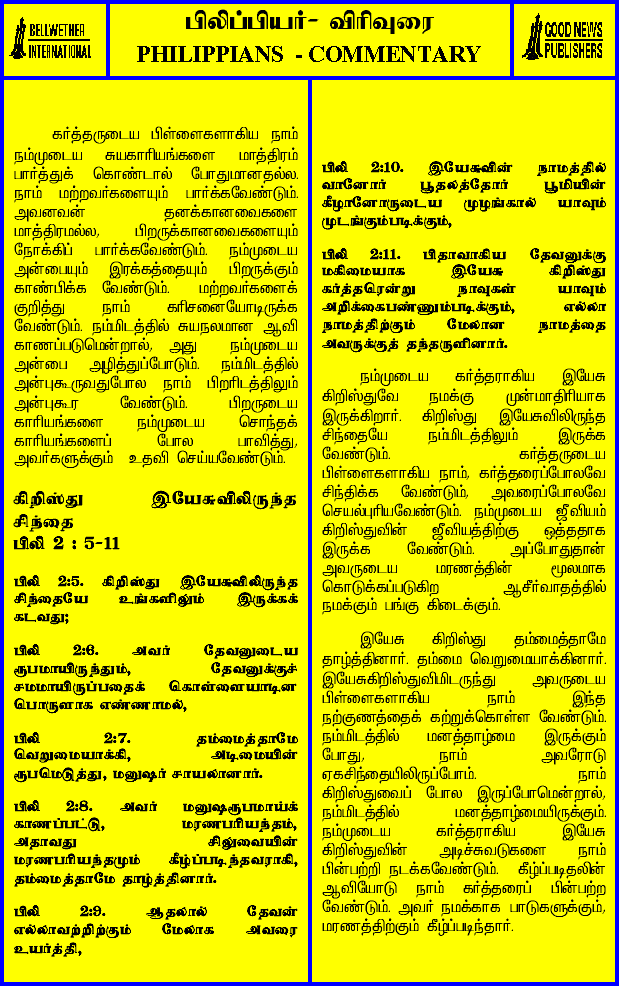 BELLWETHER
INTERNATIONAL
பிலிப்பியர்- விரிவுரை
PHILIPPIANS - COMMENTARY
GOOD NEWS
PUBLISHERS
கர்த்தருடைய பிள்ளைகளாகிய நாம்
நம்முடைய சுயகாரியங்களை மாத்திரம்
பார்த்துக் கொண்டால் போதுமானதல்ல.
நாம் மற்றவர்களையும் பார்க்கவேண்டும்.
அவனவன் தனக்கானவைகளை
மாத்திரமல்ல, பிறருக்கானவைகளையும்
நோக்கிப் பார்க்கவேண்டும். நம்முடைய
அன்பையும் இரக்கத்தையும் பிறருக்கும்
காண்பிக்க வேண்டும். மற்றவர்களைக்
குறித்து நாம் கரிசனையோடிருக்க
வேண்டும். நம்மிடத்தில் சுயநலமான ஆவி
காணப்படுமென்றால், அது நம்முடைய
அன்பை அழித்துப்போடும். நம்மிடத்தில்
அன்புகூருவதுபோல நாம் பிறரிடத்திலும்
அன்புகூர வேண்டும். பிறருடைய
காரியங்களை நம்முடைய சொந்தக்
காரியங்களைப் போல பாவித்து,
அவர்களுக்கும் உதவி செய்யவேண்டும்.
கிறிஸ்து இயேசுவிலிருந்த
சிந்தை
பிலி 2 : 5-11
பிலி 2:5. கிறிஸ்து இயேசுவிலிருந்த
சிந்தையே உங்களிலும் இருக்கக்
கடவது;
பிலி 2:6. அவர் தேவனுடைய
ரூபமாயிருந்தும், தேவனுக்குச்
சமமாயிருப்பதைக் கொள்ளையாடின
பொருளாக எண்ணாமல்,
பிலி 2:7. தம்மைத்தாமே
வெறுமையாக்கி, அடிமையின்
ரூபமெடுத்து, மனுஷர் சாயலானார்.
பிலி 2:8. அவர் மனுஷரூபமாய்க்
காணப்பட்டு, மரணபரியந்தம்,
அதாவது சிலுவையின்
மரணபரியந்தமும் கீழ்ப்படிந்தவராகி,
தம்மைத்தாமே தாழ்த்தினார்.
பிலி 2:9. ஆதலால் தேவன்
எல்லாவற்றிற்கும் மேலாக அவரை
உயர்த்தி,
பிலி 2:10. இயேசுவின் நாமத்தில்
வானோர் பூதலத்தோர் பூமியின்
கீழானோருடைய முழங்கால் யாவும்
முடங்கும்படிக்கும்,
பிலி 2:11. பிதாவாகிய தேவனுக்கு
மகிமையாக இயேசு கிறிஸ்து
கர்த்தரென்று நாவுகள் யாவும்
அறிக்கைபண்ணும்படிக்கும், எல்லா
நாமத்திற்கும் மேலான நாமத்தை
அவருக்குத் தந்தருளினார்.
நம்முடைய கர்த்தராகிய இயேசு
கிறிஸ்துவே நமக்கு முன்மாதிரியாக
இருக்கிறார். கிறிஸ்து இயேசுவிலிருந்த
சிந்தையே நம்மிடத்திலும் இருக்க
வேண்டும். கர்த்தருடைய
பிள்ளைகளாகிய நாம், கர்த்தரைப்போலவே
சிந்திக்க வேண்டும், அவரைப்போலவே
செயல்புரியவேண்டும். நம்முடைய ஜீவியம்
கிறிஸ்துவின் ஜீவியத்திற்கு ஒத்ததாக
இருக்க வேண்டும். அப்போதுதான்
அவருடைய மரணத்தின் மூலமாக
கொடுக்கப்படுகிற ஆசீர்வாதத்தில்
நமக்கும் பங்கு கிடைக்கும்.
இயேசு கிறிஸ்து தம்மைத்தாமே
தாழ்த்தினார். தம்மை வெறுமையாக்கினார்.
இயேசுகிறிஸ்துவிமிடருந்து அவருடைய
பிள்ளைகளாகிய நாம் இந்த
நற்குணத்தைக் கற்றுக்கொள்ள வேண்டும்.
நம்மிடத்தில் மனத்தாழ்மை இருக்கும்
போது, நாம் அவரோடு
ஏகசிந்தையிலிருப்போம். நாம்
கிறிஸ்துவைப் போல இருப்போமென்றால்,
நம்மிடத்தில் மனத்தாழ்மையிருக்கும்.
நம்முடைய கர்த்தராகிய இயேசு
கிறிஸ்துவின் அடிச்சுவடுகளை நாம்
பின்பற்றி நடக்கவேண்டும். கீழ்ப்படிதலின்
ஆவியோடு நாம் கர்த்தரைப் பின்பற்ற
வேண்டும். அவர் நமக்காக பாடுகளுக்கும்,
மரணத்திற்கும் கீழ்ப்படிந்தார்.